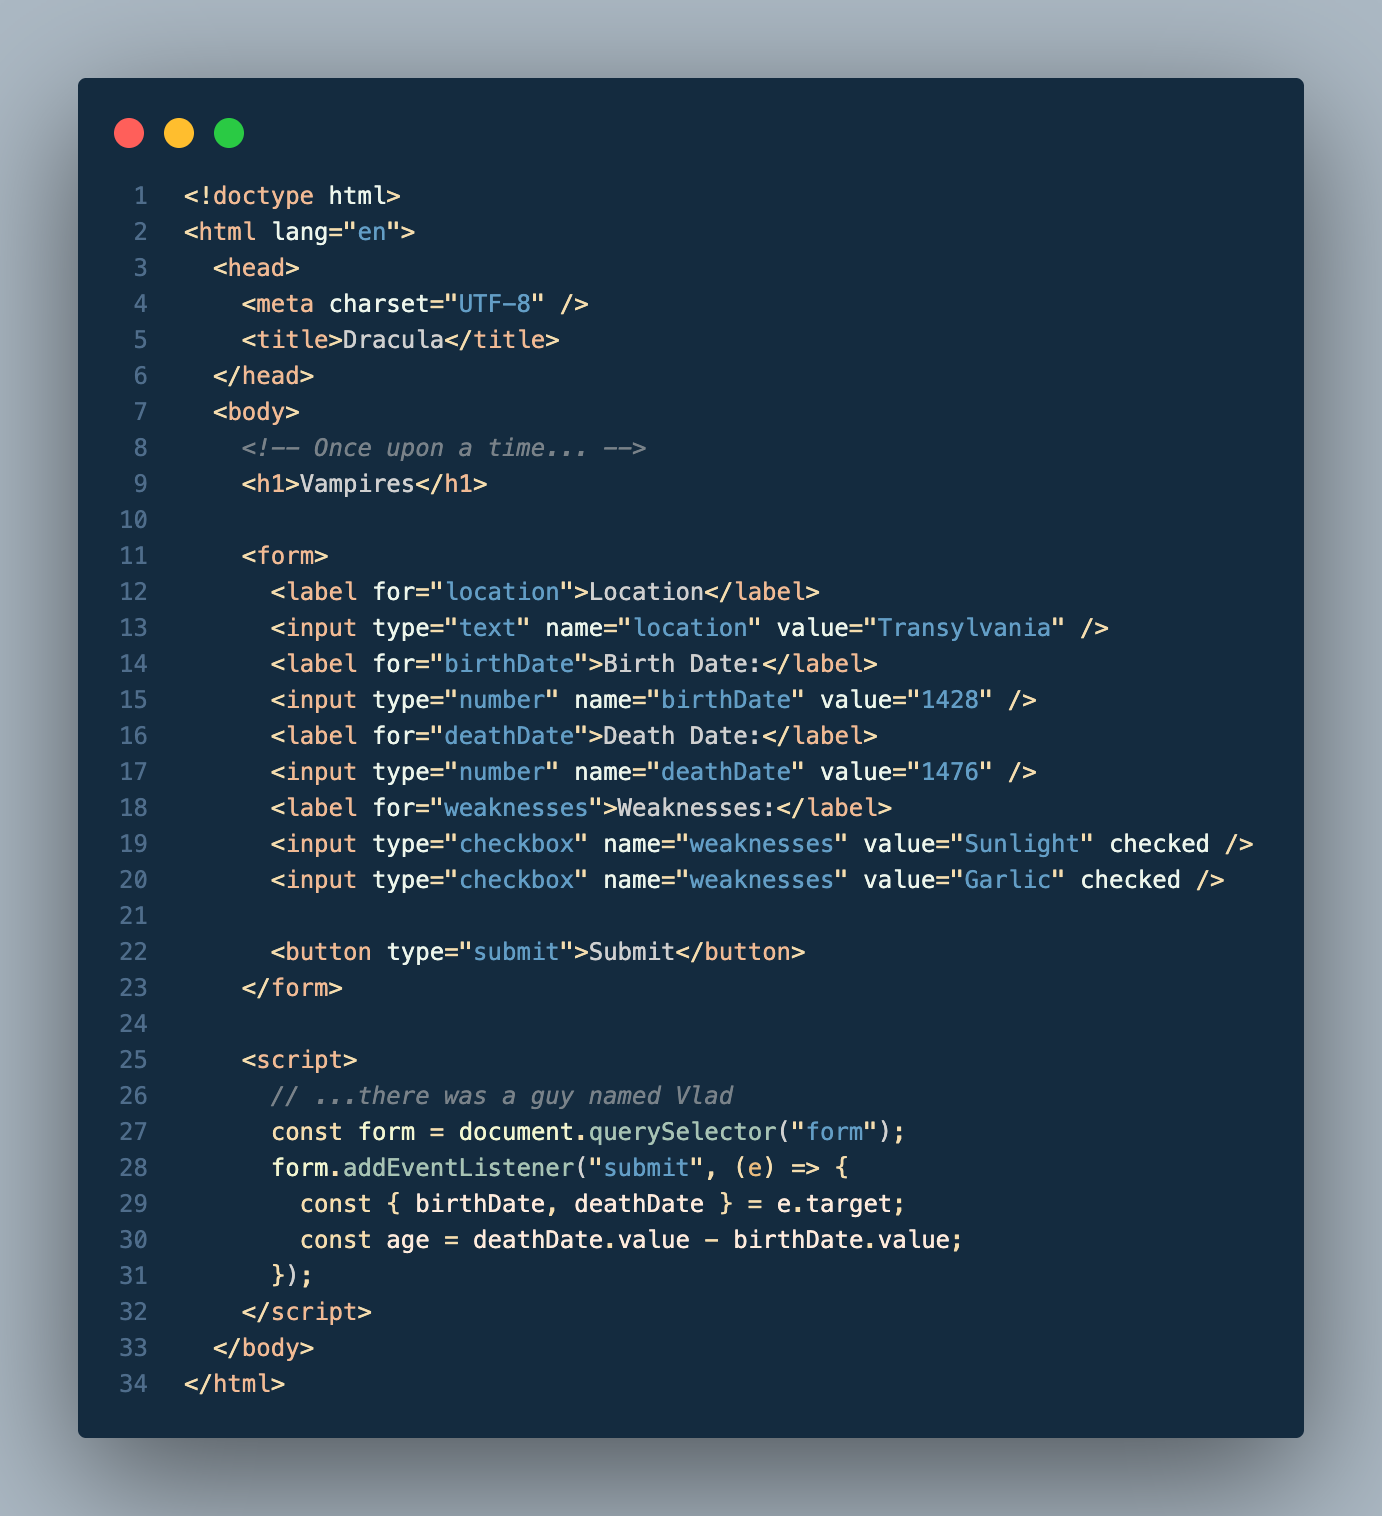 1 <!doctype html>
2 <html lang="en">
3   <head>
4     <meta charset="UTF-8" />
5     <title>Dracula</title>
6   </head>
7   <body>
8     <!-- Once upon a time... -->
9     <h1>Vampires</h1>
10
11     <form>
12       <label for="location">Location</label>
13       <input type="text" name="location" value="Transylvania" />
14       <label for="birthDate">Birth Date:</label>
15       <input type="number" name="birthDate" value="1428" />
16       <label for="deathDate">Death Date:</label>
17       <input type="number" name="deathDate" value="1476" />
18       <label for="weaknesses">Weaknesses:</label>
19       <input type="checkbox" name="weaknesses" value="Sunlight" checked />
20       <input type="checkbox" name="weaknesses" value="Garlic" checked />
21
22       <button type="submit">Submit</button>
23     </form>
24
25     <script>
26       // ...there was a guy named Vlad
27       const form = document.querySelector("form");
28       form.addEventListener("submit", (e) => {
29         const { birthDate, deathDate } = e.target;
30         const age = deathDate.value - birthDate.value;
31       });
32     </script>
33   </body>
34 </html>